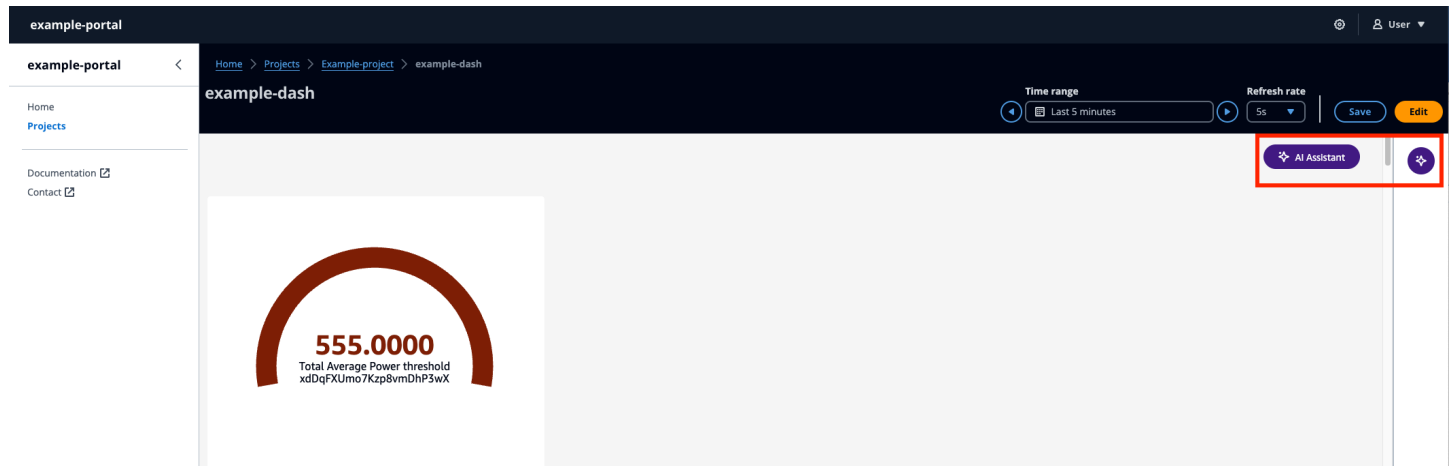 example-portal
User
example-portal
Home
Projects
Documentation
Contact
Home > Projects > Example-project > example-dash
example-dash
Time range
Last 5 minutes
Refresh rate
5s
Save
Edit
AI Assistant
555.0000
Total Average Power threshold
xdDqFXUmo7Kzp8vmDhP3wX